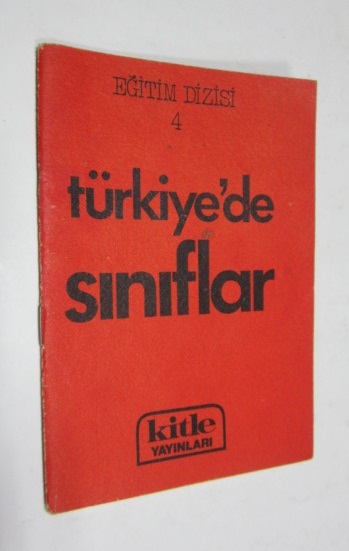 EĞİTİM DİZİSİ
4
türkiye'de
sınıflar
kitle
YAYINLARI